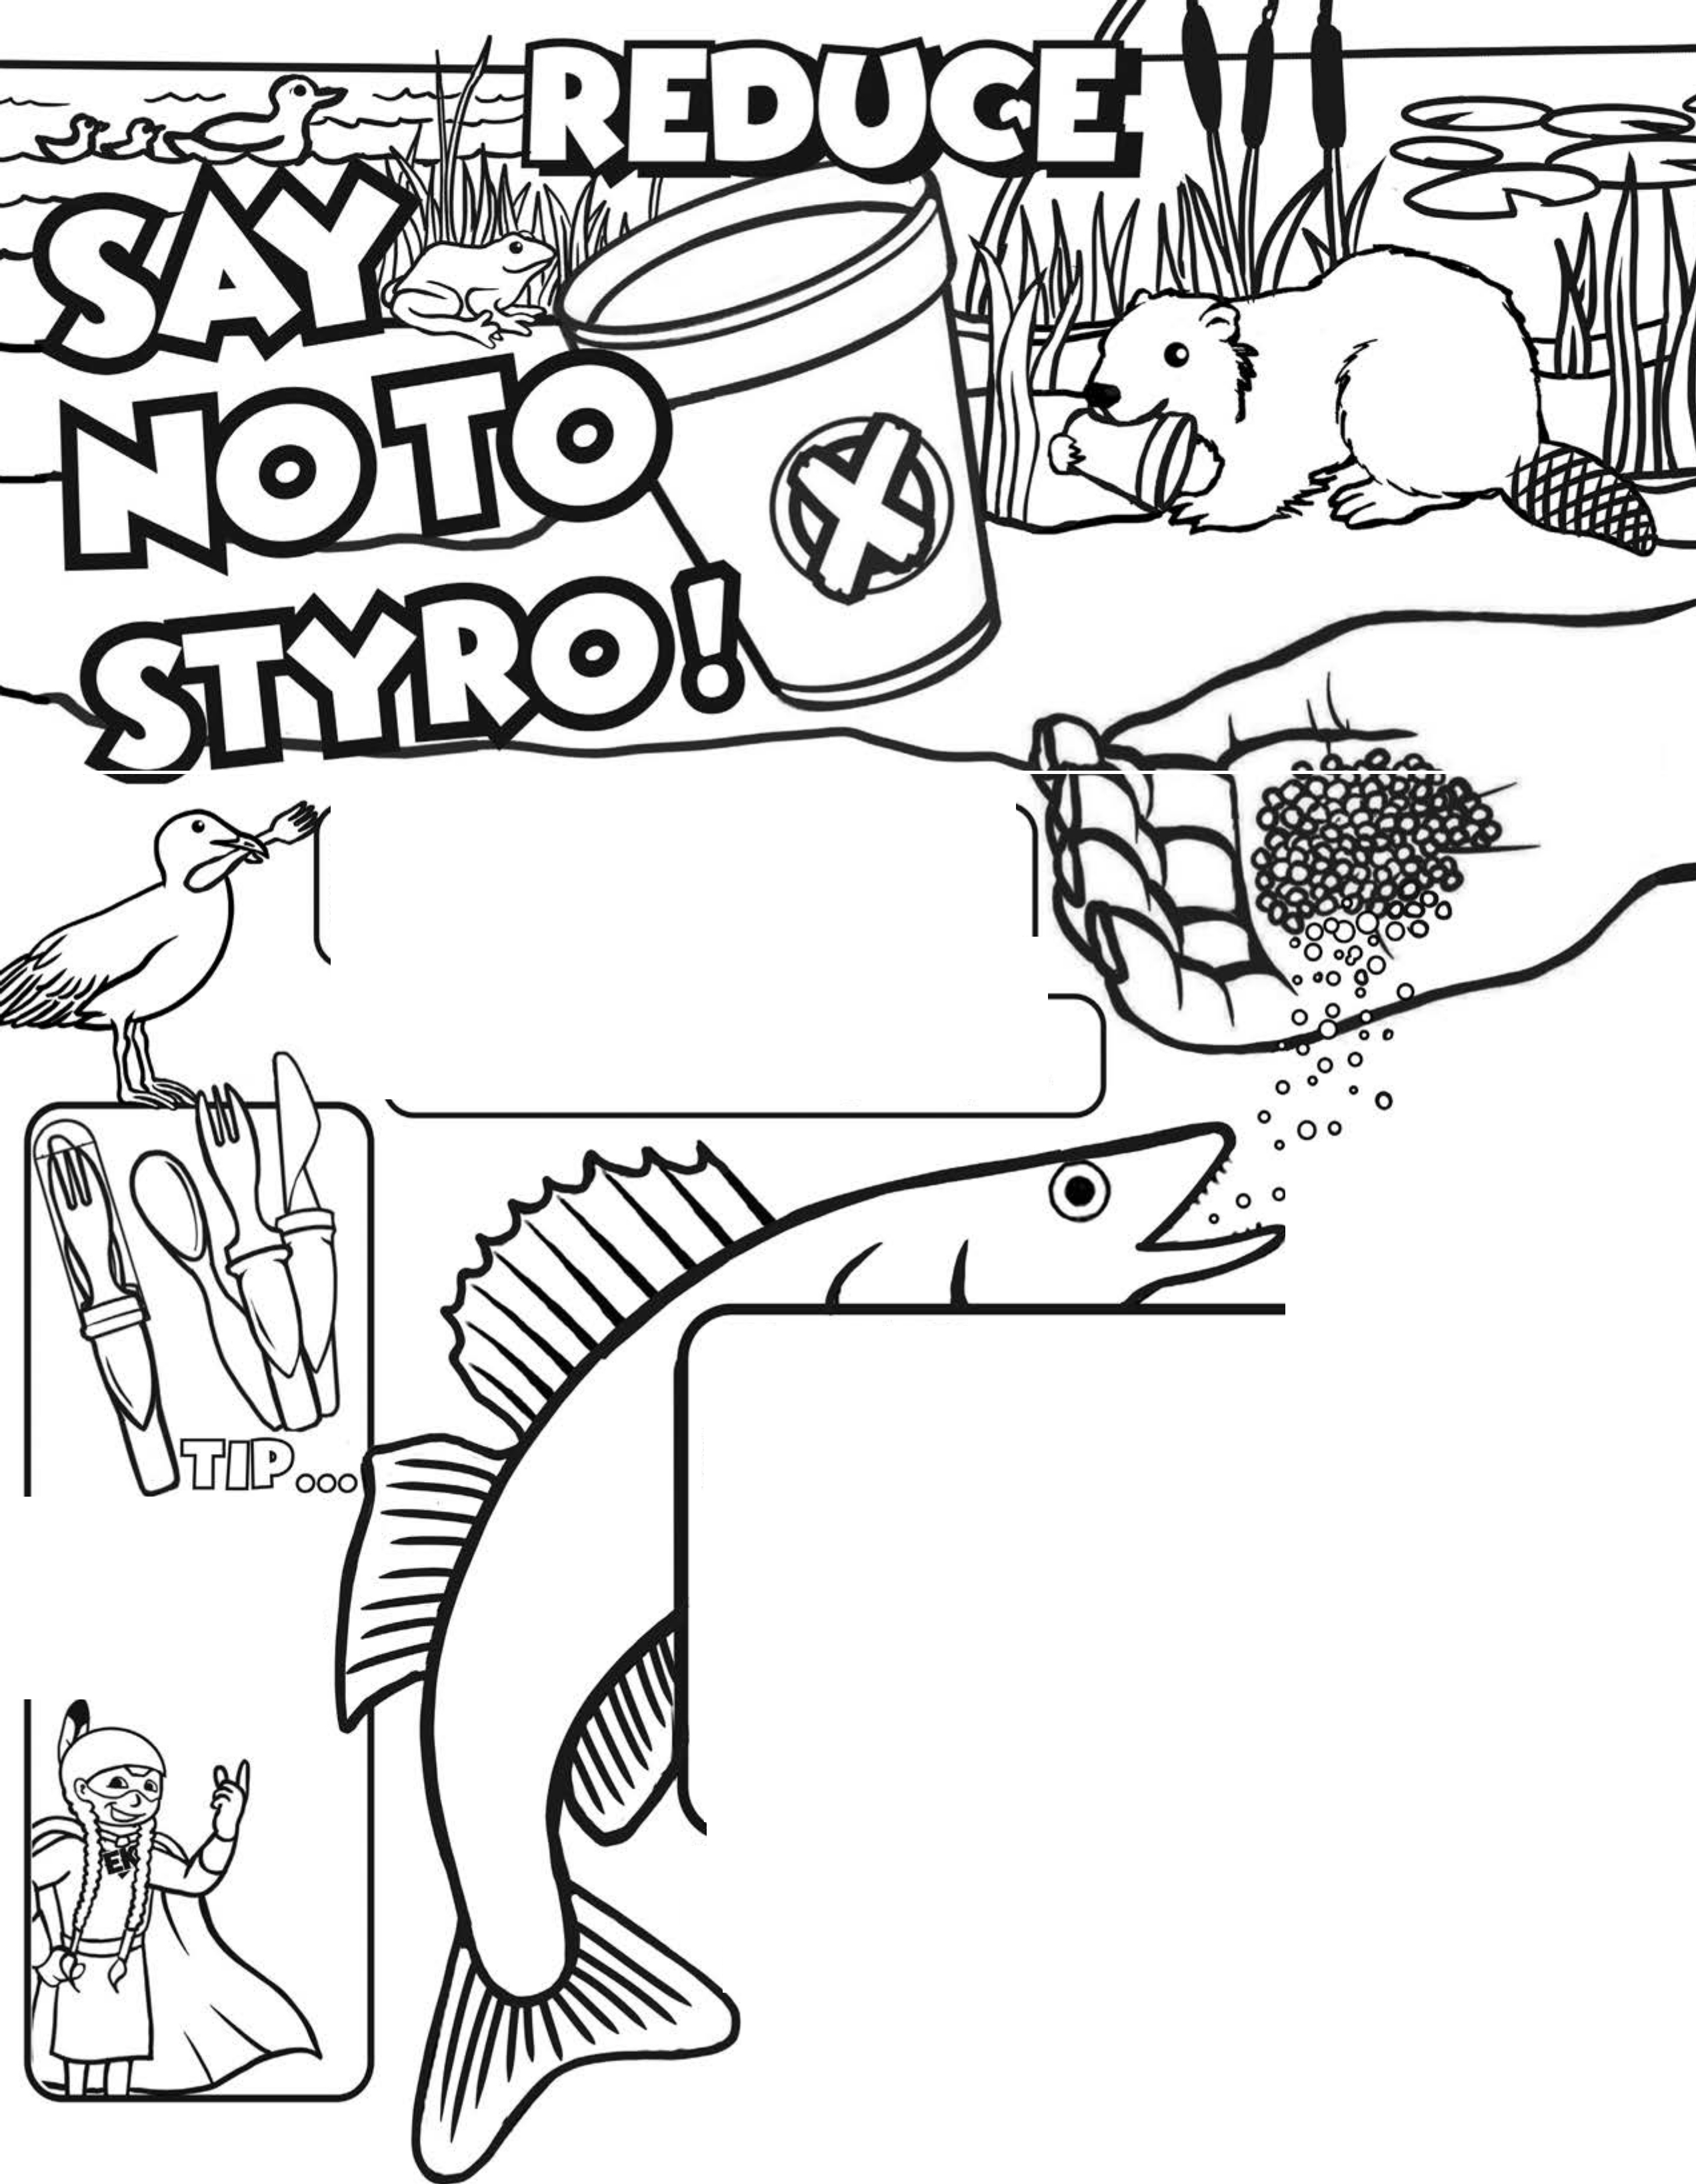 REDUCE
SAY
NO TO
STYRO!
X
TIP...
EK